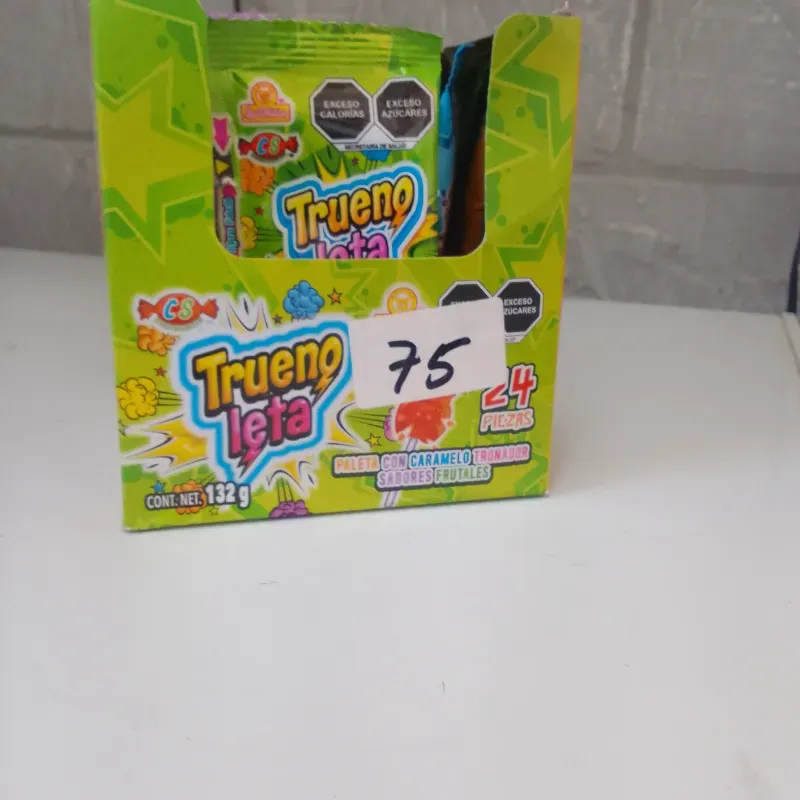 EXCESO CALORÍAS
EXCESO AZÚCARES
SECRETARÍA DE SALUD
CS
Trueno
leta
CS
EXCESO
Trueno
leta
75
24
PIEZAS
PALETA CON CARAMELO TRONADOR
SABORES FRUTALES
CONT. NET. 132 g